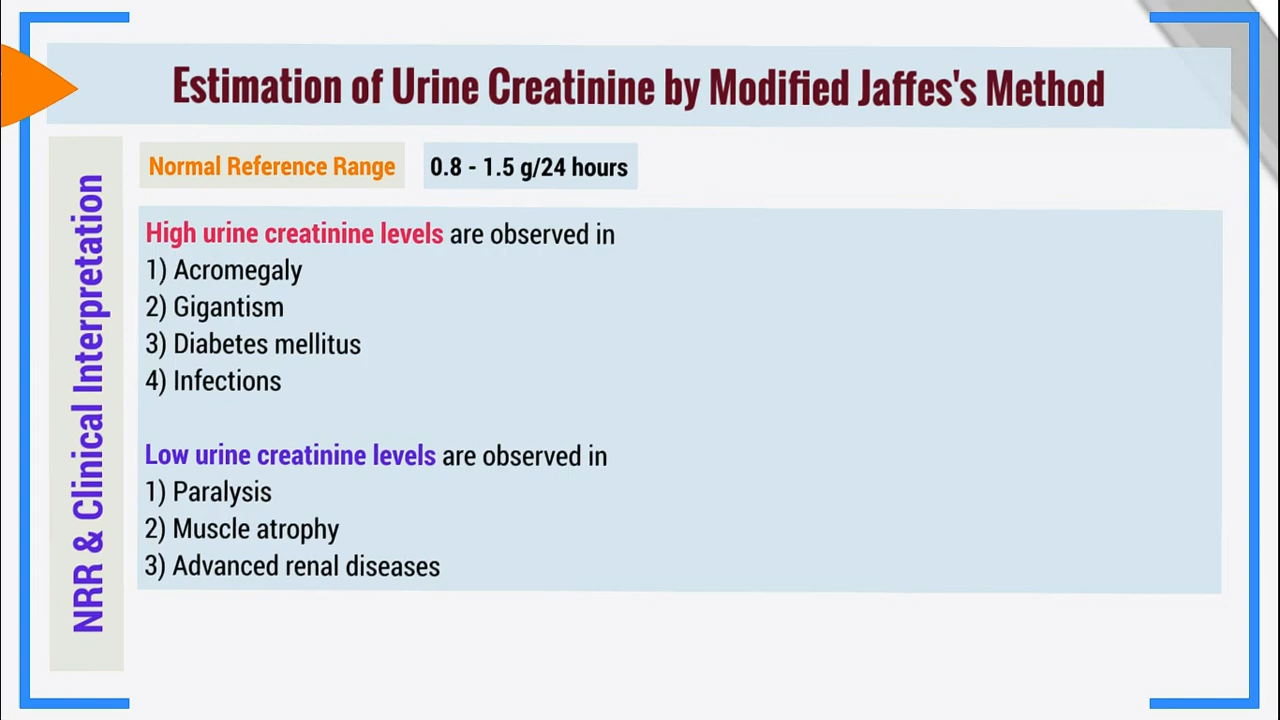 Estimation of Urine Creatinine by Modified Jaffes's Method
NRR & Clinical Interpretation
Normal Reference Range
0.8 - 1.5 g/24 hours
High urine creatinine levels are observed in
1) Acromegaly
2) Gigantism
3) Diabetes mellitus
4) Infections
Low urine creatinine levels are observed in
1) Paralysis
2) Muscle atrophy
3) Advanced renal diseases